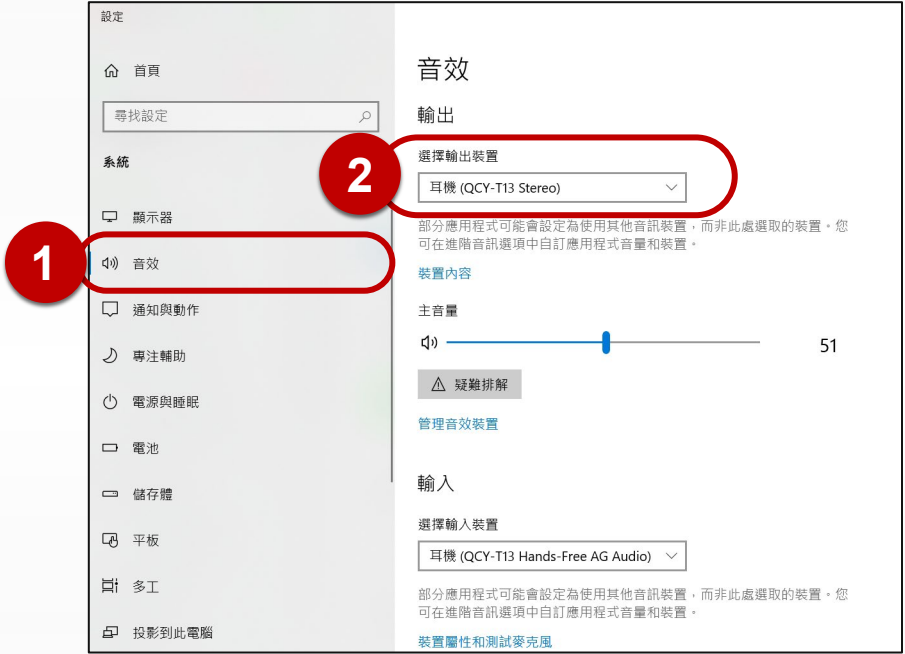 設定
首頁
尋找設定
系統
顯示器
1
音效
通知與動作
專注輔助
電源與睡眠
電池
儲存體
平板
多工
投影到此電腦
音效
輸出
2
選擇輸出裝置
耳機 (QCY-T13 Stereo)
部分應用程式可能會設定為使用其他音訊裝置，而非此處選取的裝置。您
可在進階音訊選項中自訂應用程式音量和裝置。
裝置內容
主音量
51
疑難排解
管理音效裝置
輸入
選擇輸入裝置
耳機 (QCY-T13 Hands-Free AG Audio)
部分應用程式可能會設定為使用其他音訊裝置，而非此處選取的裝置。您
可在進階音訊選項中自訂應用程式音量和裝置。
裝置屬性和測試麥克風